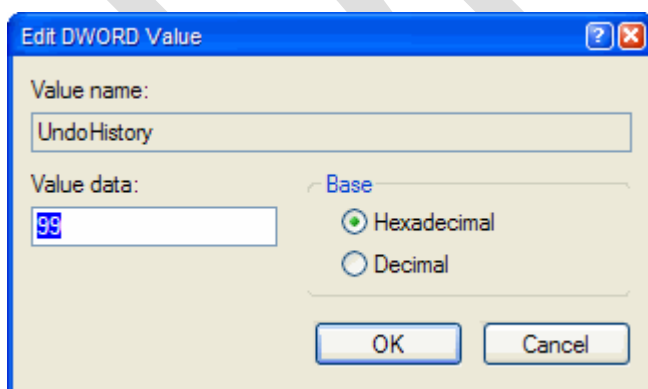 Edit DWORD Value
Value name:
UndoHistory
Value data:
99
Base
Hexadecimal
Decimal
OK
Cancel